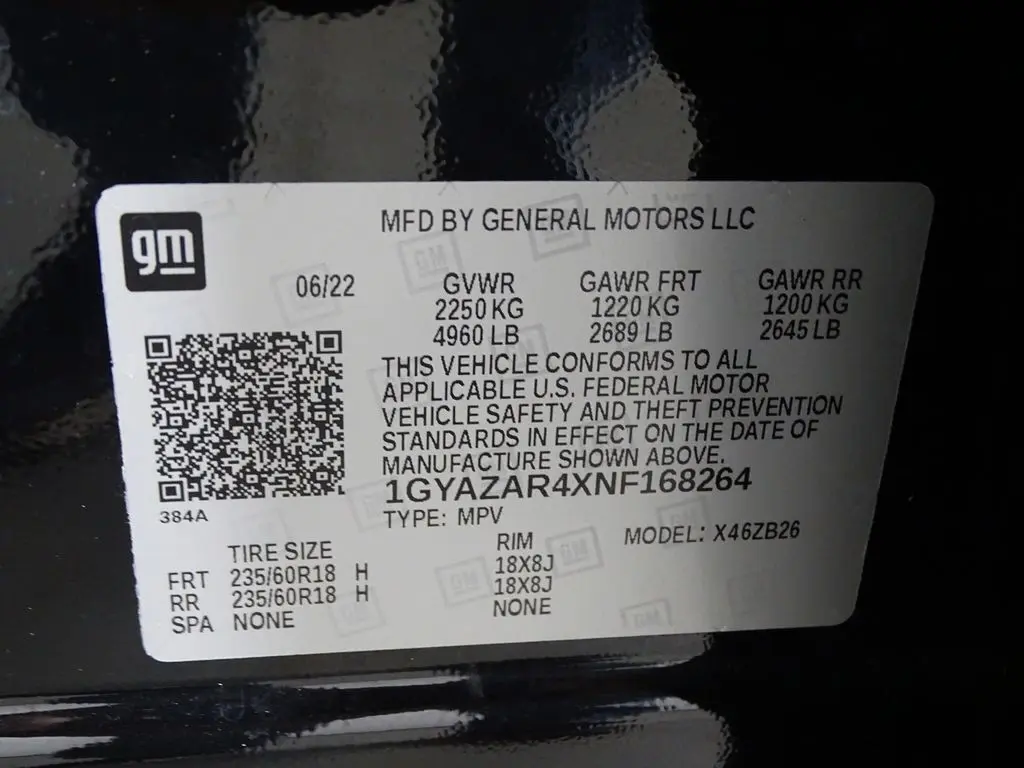 gm
MFD BY GENERAL MOTORS LLC
06/22 GVWR GAWR FRT GAWR RR
2250 KG 1220 KG 1200 KG
4960 LB 2689 LB 2645 LB
THIS VEHICLE CONFORMS TO ALL
APPLICABLE U.S. FEDERAL MOTOR
VEHICLE SAFETY AND THEFT PREVENTION
STANDARDS IN EFFECT ON THE DATE OF
MANUFACTURE SHOWN ABOVE.
1GYAZAR4XNF168264
384A
TYPE: MPV
MODEL: X46ZB26
TIRE SIZE RIM
FRT 235/60R18 H 18X8J
RR 235/60R18 H 18X8J
SPA NONE NONE